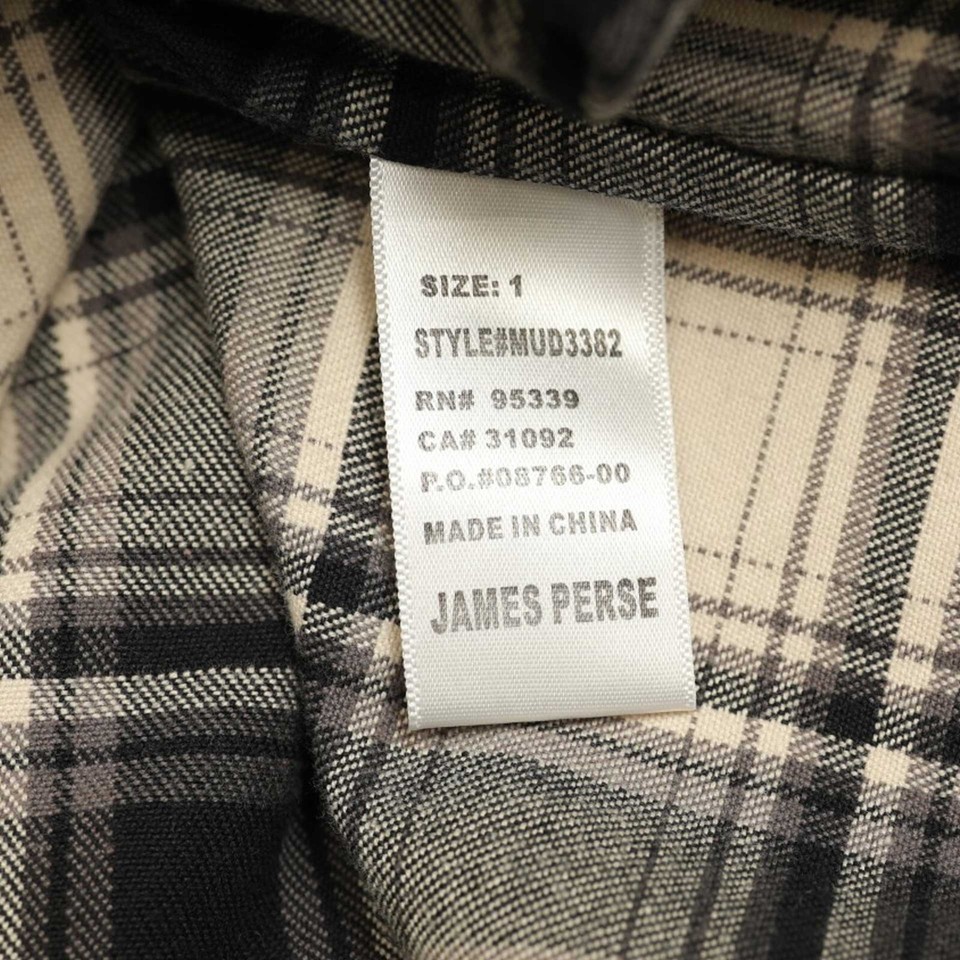 SIZE: 1
STYLE#MUD3382
RN# 95339
CA# 31092
P.O.#08766-00
MADE IN CHINA
JAMES PERSE